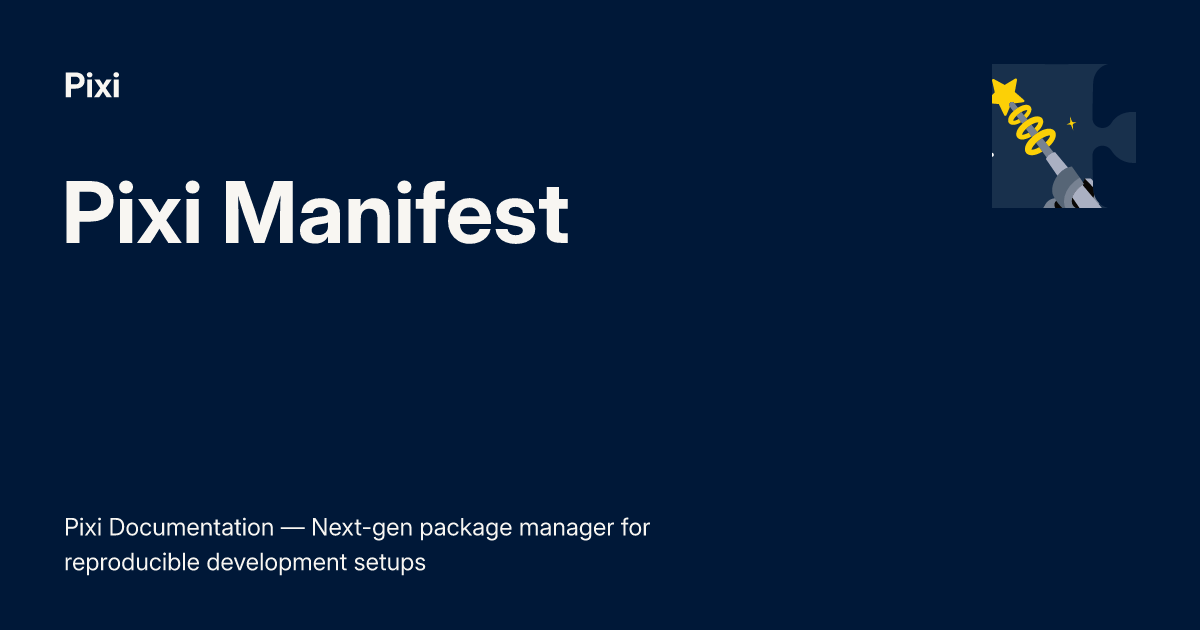 Pixi
Pixi Manifest
Pixi Documentation — Next-gen package manager for
reproducible development setups